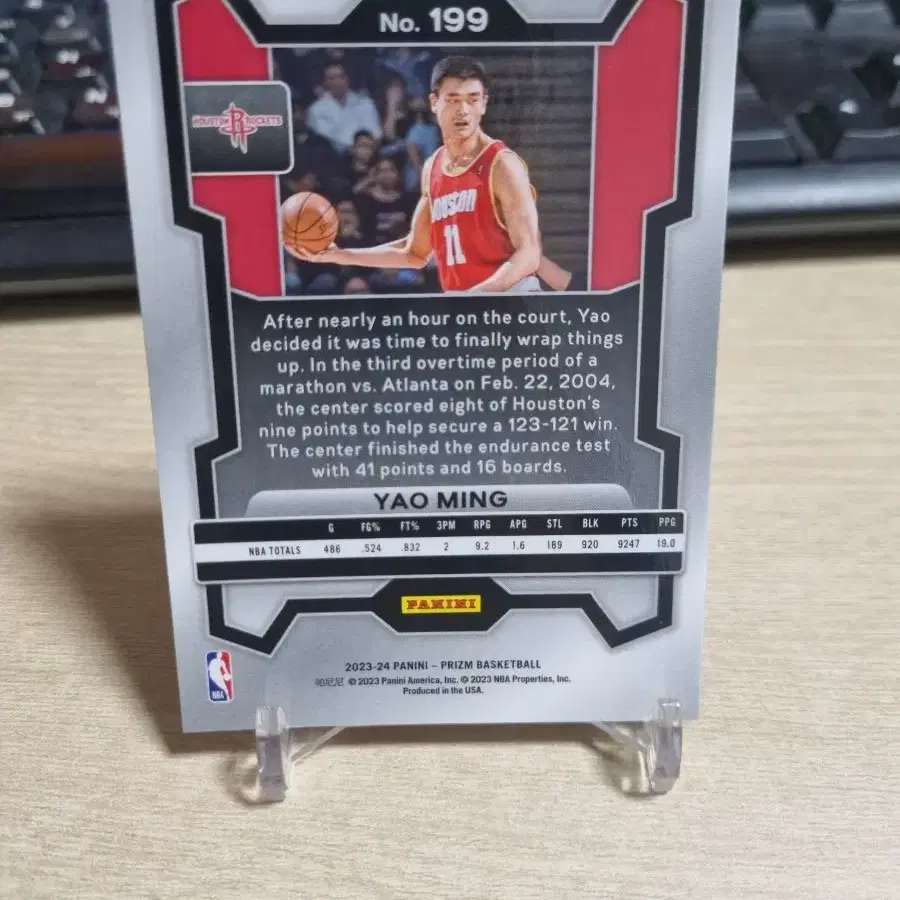 No. 199
HOUSTON R ROCKETS
HOUSTON
11
After nearly an hour on the court, Yao
decided it was time to finally wrap things
up. In the third overtime period of a
marathon vs. Atlanta on Feb. 22, 2004,
the center scored eight of Houston's
nine points to help secure a 123-121 win.
The center finished the endurance test
with 41 points and 16 boards.
YAO MING
G FG% FT% 3PM RPG APG STL BLK PTS PPG
NBA TOTALS 486 .524 .832 2 9.2 1.6 189 920 9247 19.0
PANINI
2023-24 PANINI – PRIZM BASKETBALL
帕尼尼 © 2023 Panini America, Inc. © 2023 NBA Properties, Inc.
Produced in the USA.
NBA